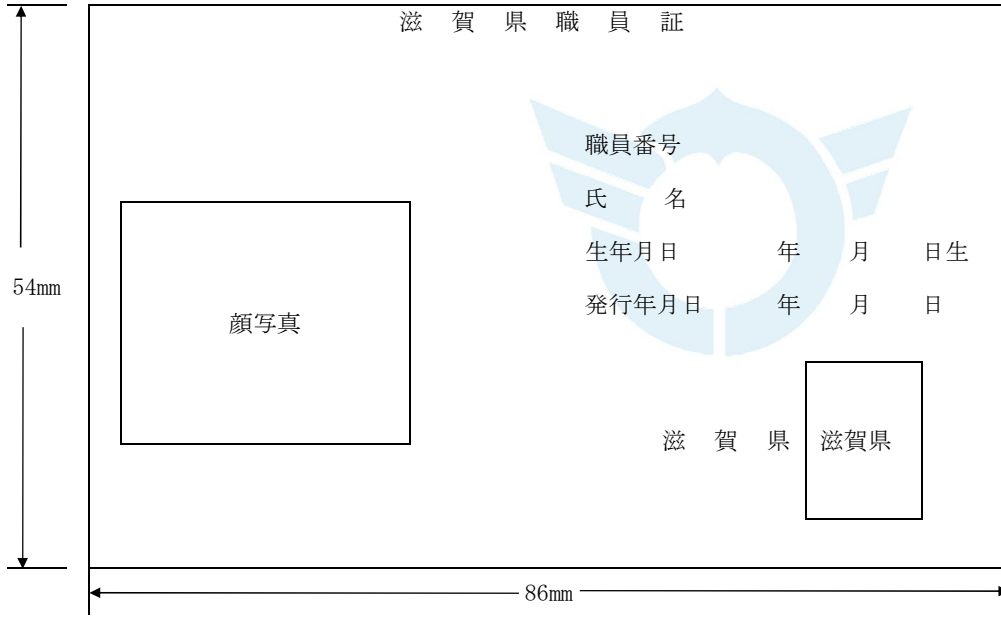 滋賀県職員証
職員番号
氏名
生年月日 年 月 日生
発行年月日 年 月 日
54mm
顔写真
滋賀県 滋賀県
86mm